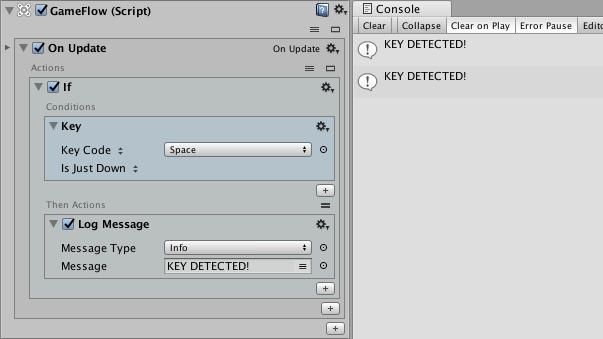 GameFlow (Script)
On Update
On Update
Actions
If
Conditions
Key
Key Code
Space
Is Just Down
Then Actions
Log Message
Message Type
Info
Message
KEY DETECTED!
Console
Clear
Collapse
Clear on Play
Error Pause
Edito
KEY DETECTED!
KEY DETECTED!